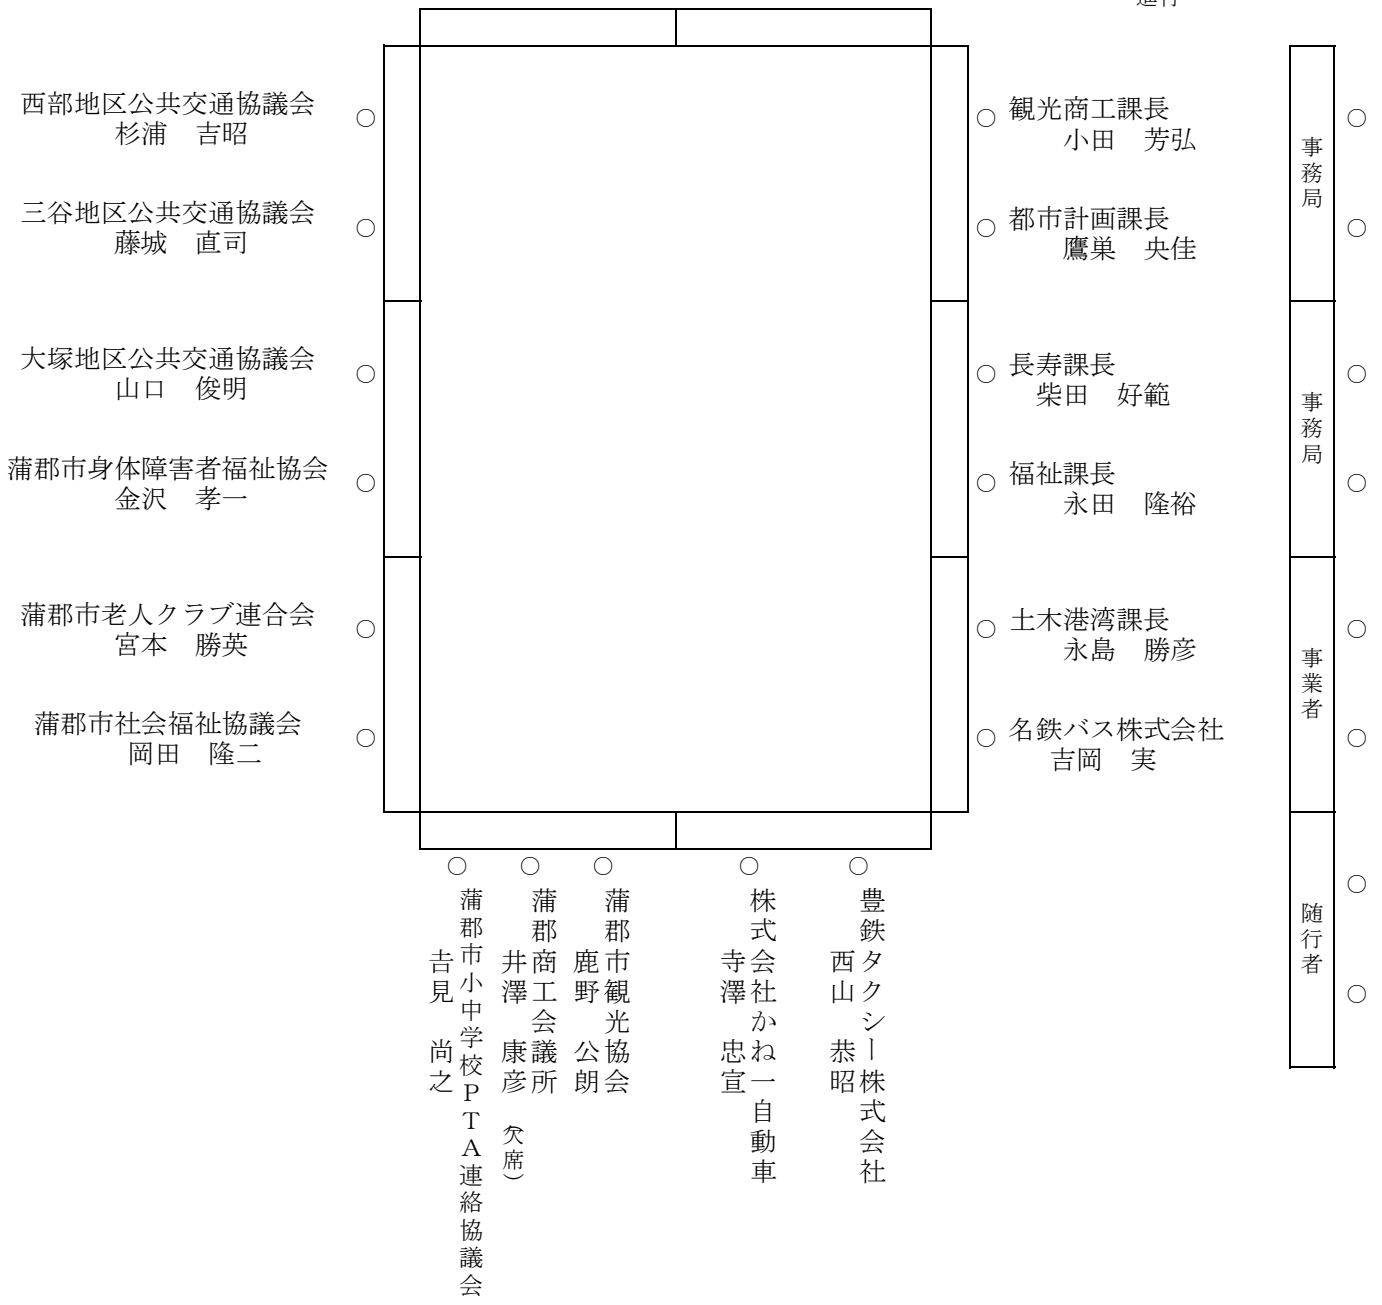 進行
西部地区公共交通協議会
杉浦　吉昭
三谷地区公共交通協議会
藤城　直司
大塚地区公共交通協議会
山口　俊明
蒲郡市身体障害者福祉協会
金沢　孝一
蒲郡市老人クラブ連合会
宮本　勝英
蒲郡市社会福祉協議会
岡田　隆二
○ 観光商工課長
小田　芳弘
○ 都市計画課長
鷹巣　央佳
○ 長寿課長
柴田　好範
○ 福祉課長
永田　隆裕
○ 土木港湾課長
永島　勝彦
○ 名鉄バス株式会社
吉岡　実
事務局
事務局
事業者
随行者
豊鉄タクシー株式会社
西山　恭昭
株式会社かね一自動車
寺澤　忠宣
蒲郡市観光協会
鹿野　公朗
蒲郡商工会議所
井澤　康彦（欠席）
蒲郡市小中学校PTA連絡協議会
𠮷見　尚之